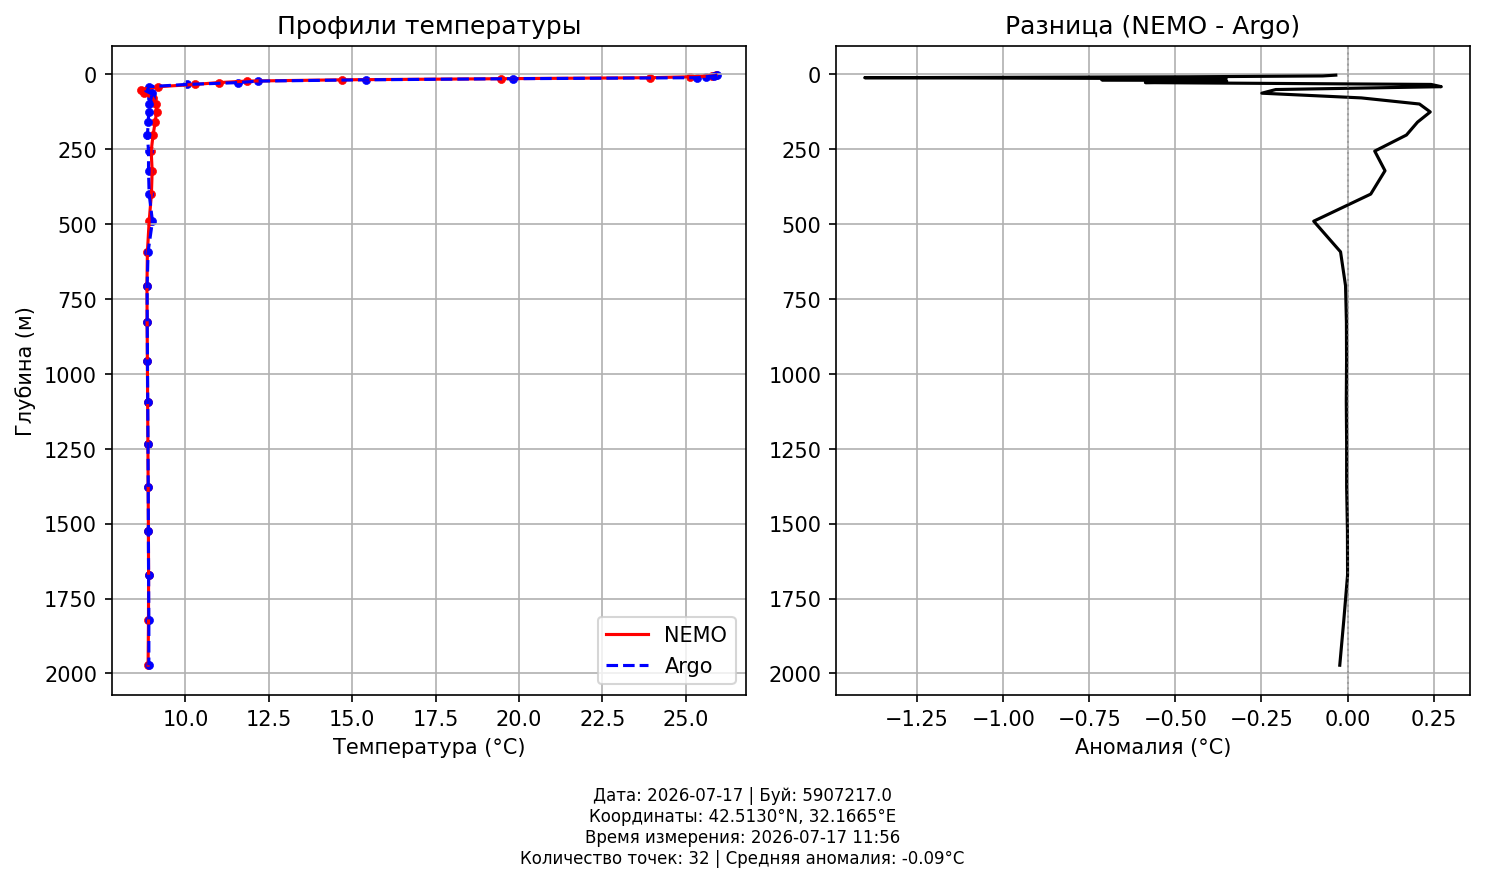 Профили температуры
0
250
500
750
1000
1250
1500
1750
2000
Глубина (м)
10.0 12.5 15.0 17.5 20.0 22.5 25.0
Температура (°C)
NEMO
Argo
Разница (NEMO - Argo)
0
250
500
750
1000
1250
1500
1750
2000
−1.25 −1.00 −0.75 −0.50 −0.25 0.00 0.25
Аномалия (°C)
Дата: 2026-07-17 | Буй: 5907217.0
Координаты: 42.5130°N, 32.1665°E
Время измерения: 2026-07-17 11:56
Количество точек: 32 | Средняя аномалия: -0.09°C